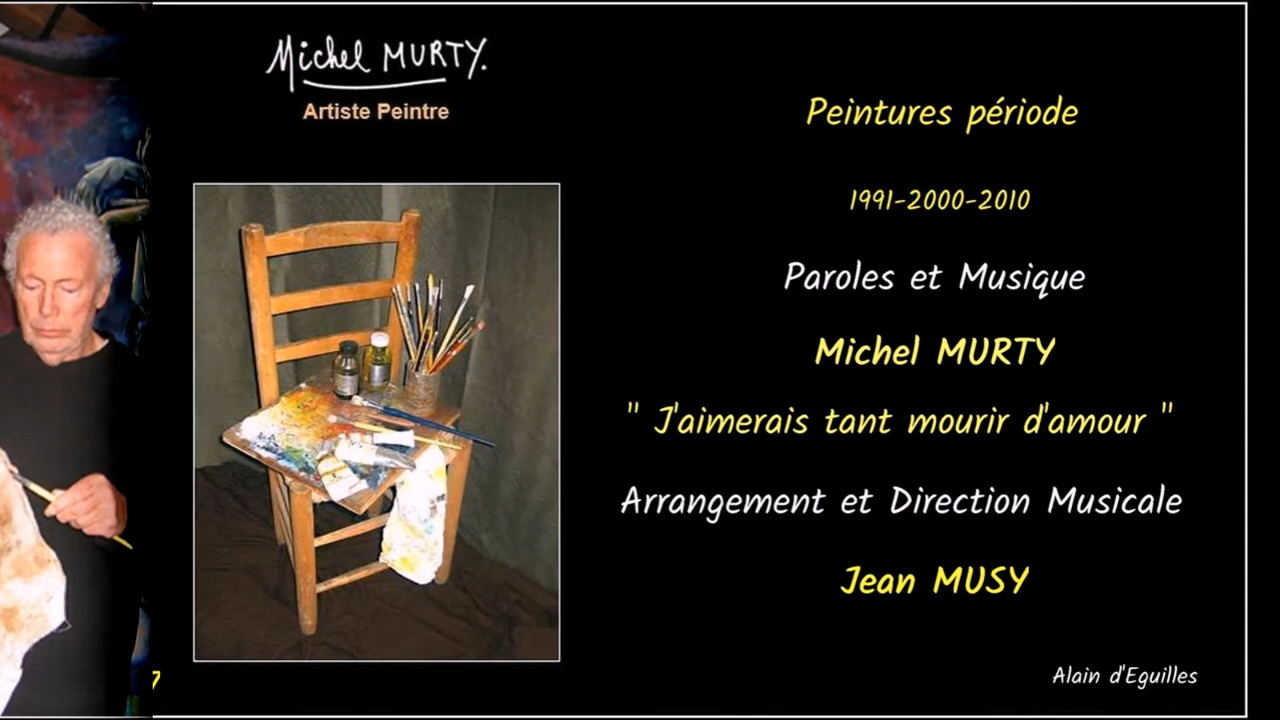 Michel MURTY.
Artiste Peintre
Peintures période
1991-2000-2010
Paroles et Musique
Michel MURTY
" J'aimerais tant mourir d'amour "
Arrangement et Direction Musicale
Jean MUSY
Alain d'Eguilles
7